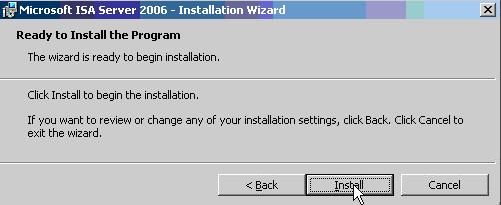 Microsoft ISA Server 2006 - Installation Wizard
Ready to Install the Program
The wizard is ready to begin installation.
Click Install to begin the installation.
If you want to review or change any of your installation settings, click Back. Click Cancel to
exit the wizard.
< Back
Install
Cancel